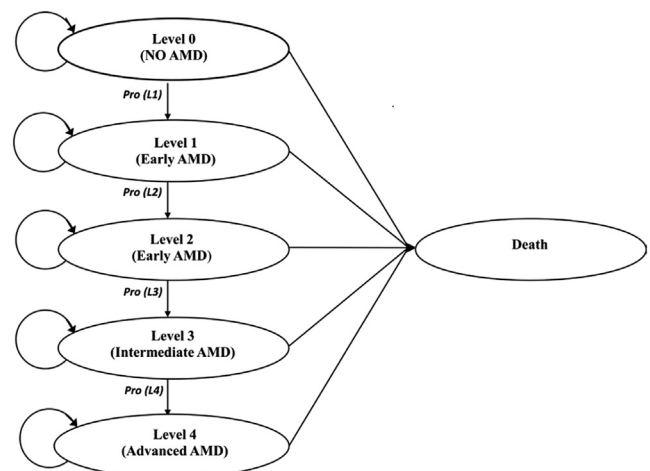 Level 0
(NO AMD)
Pro (L1)
Level 1
(Early AMD)
Pro (L2)
Level 2
(Early AMD)
Death
Pro (L3)
Level 3
(Intermediate AMD)
Pro (L4)
Level 4
(Advanced AMD)